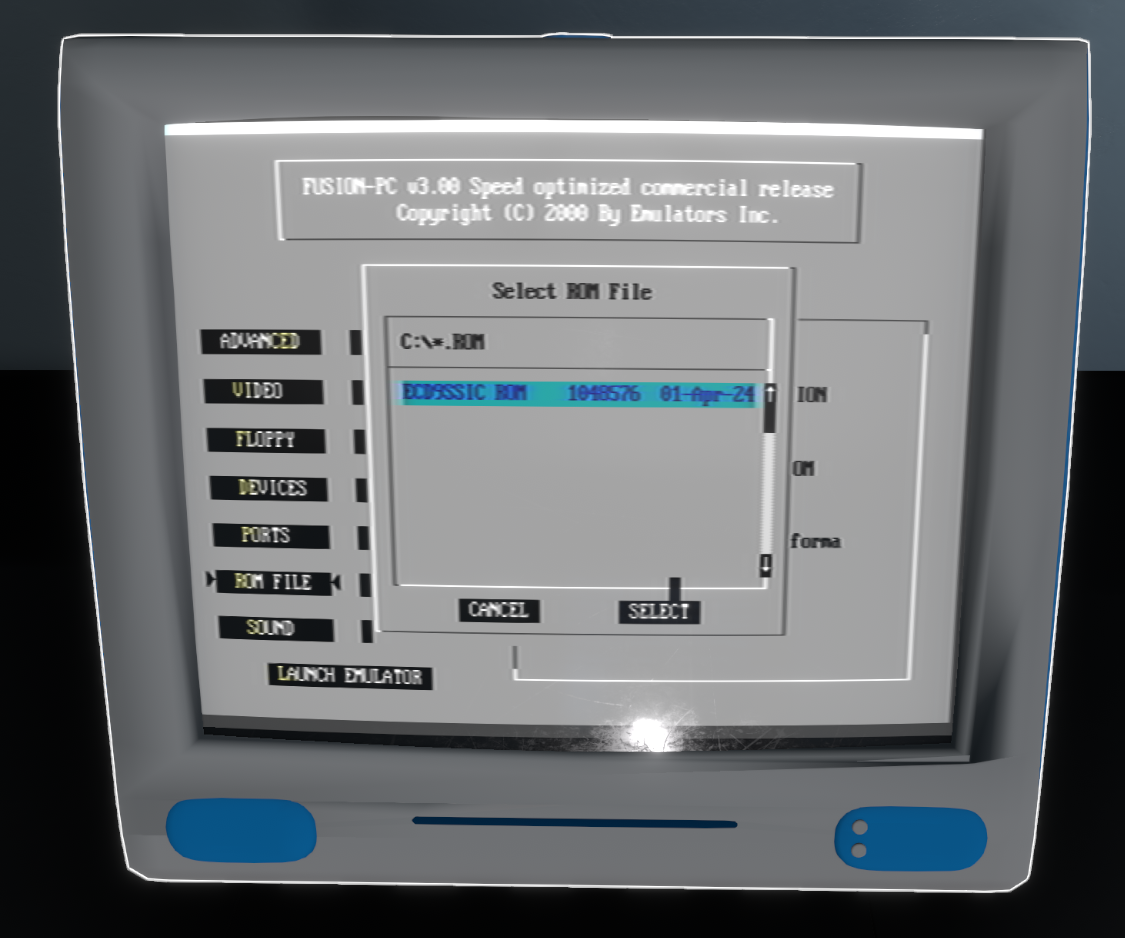 FUSION-PC v3.00 Speed optimized commercial release
Copyright (C) 2000 By Emulators Inc.
Select ROM File
C:\*.ROM
ECD9SSIC ROM 1048576 01-Apr-24
ADVANCED
VIDEO
FLOPPY
DEVICES
PORTS
ROM FILE
SOUND
ION
OM
forma
CANCEL
SELECT
LAUNCH EMULATOR